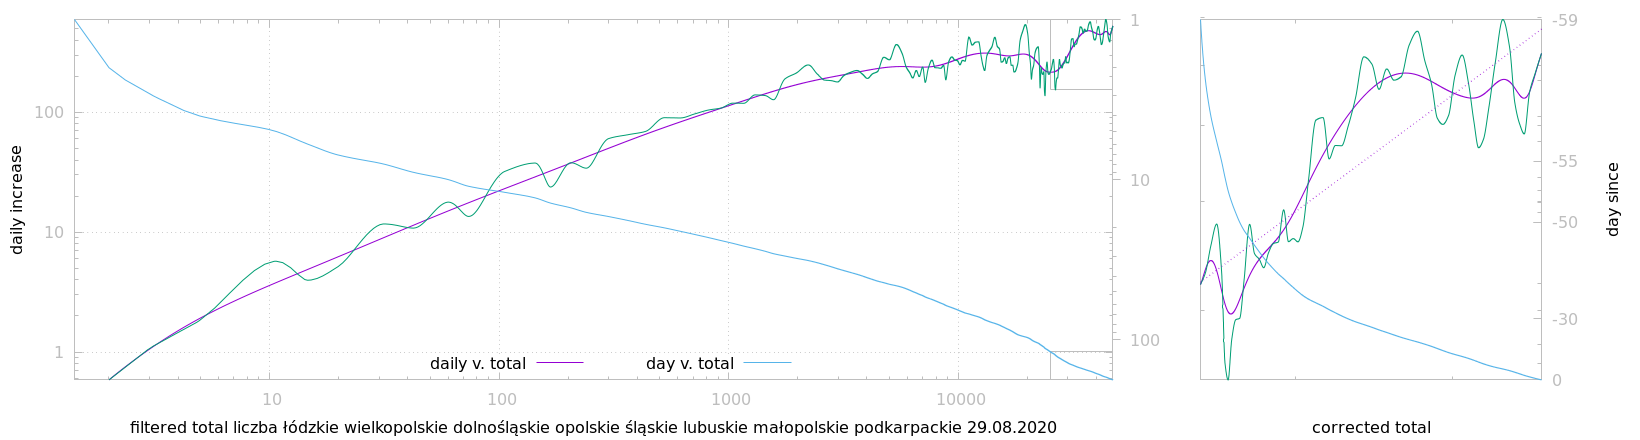 daily increase
100
10
1
daily v. total
day v. total
10
100
1000
10000
1
10
100
filtered total liczba łódzkie wielkopolskie dolnośląskie opolskie śląskie lubuskie małopolskie podkarpackie 29.08.2020
-59
-55
-50
-30
0
day since
corrected total